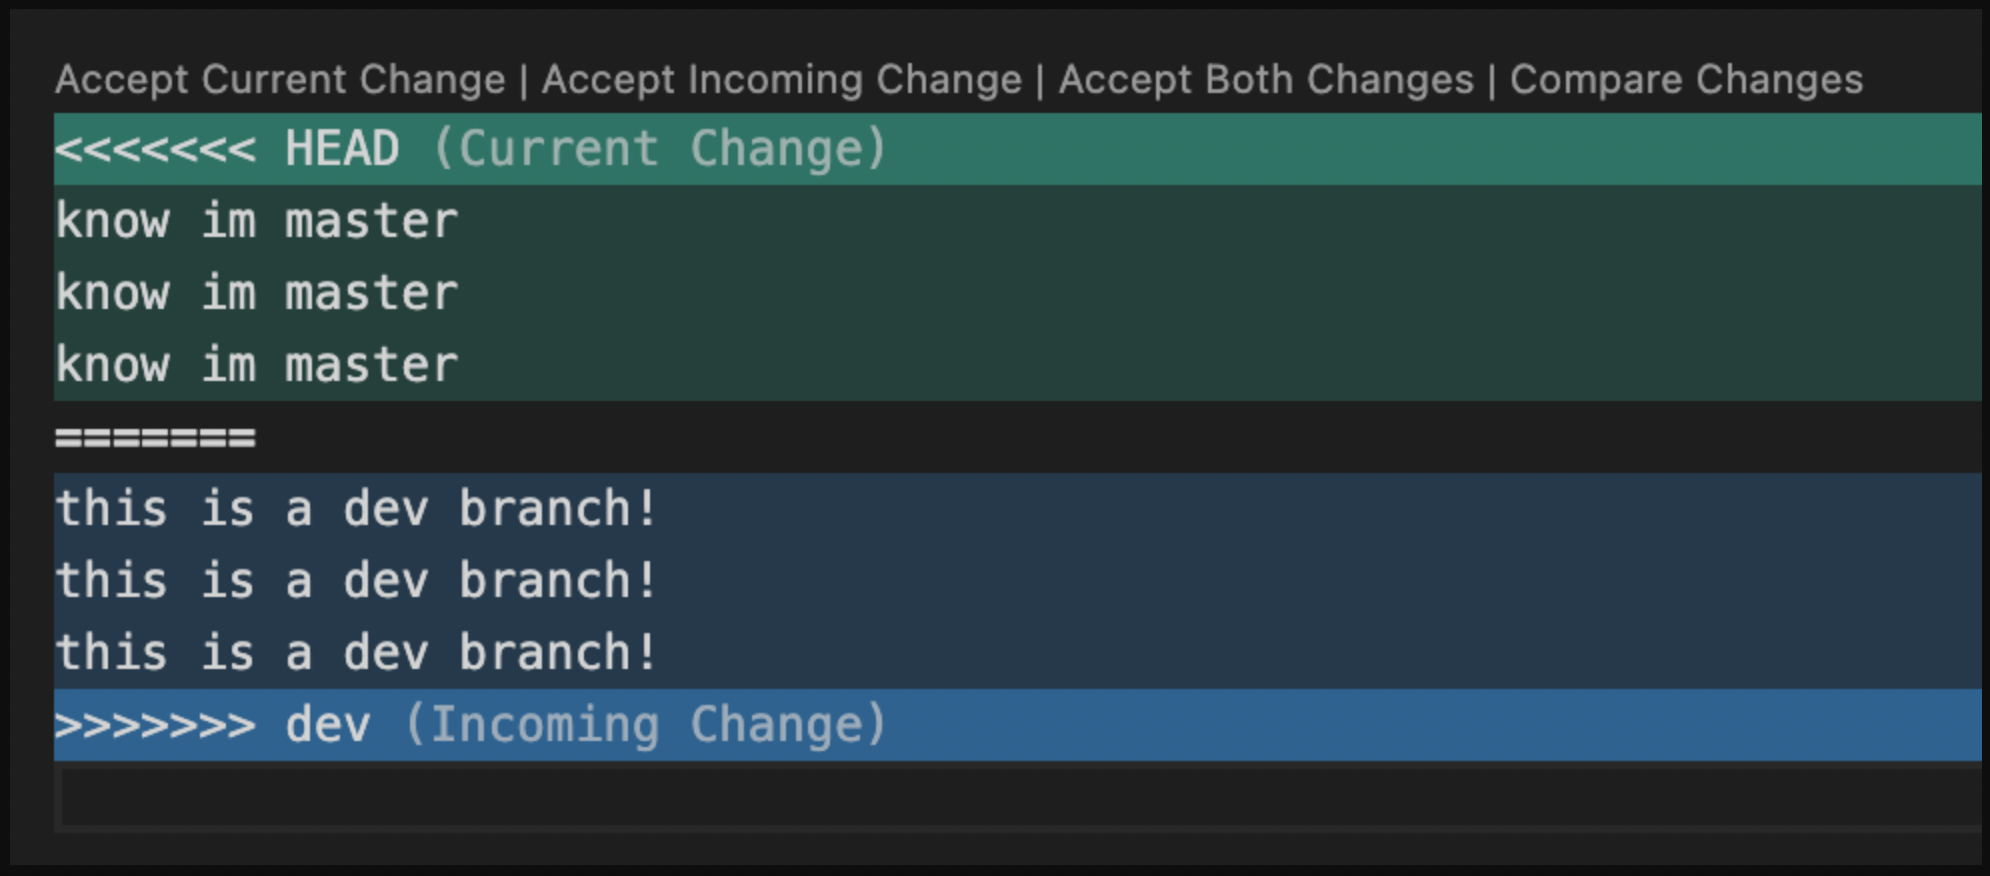 Accept Current Change | Accept Incoming Change | Accept Both Changes | Compare Changes
<<<<<<< HEAD (Current Change)
know im master
know im master
know im master
=======
this is a dev branch!
this is a dev branch!
this is a dev branch!
>>>>>>> dev (Incoming Change)